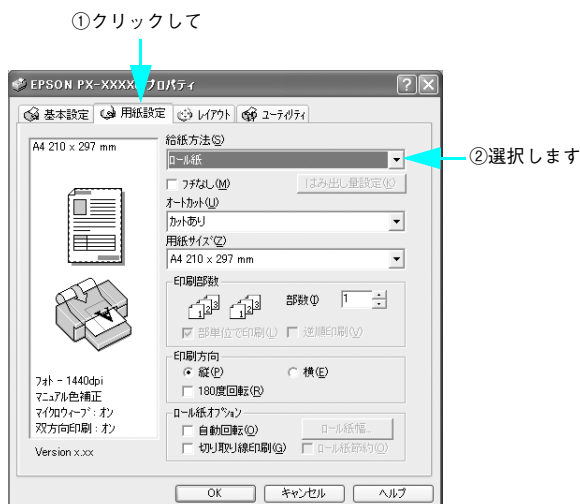 ①クリックして
EPSON PX-XXXXのプロパティ
基本設定 用紙設定 レイアウト ユーティリティ
A4 210 x 297 mm
給紙方法(S)
ロール紙
②選択します
フチなし(M) はみ出し量設定(K)
オートカット(U)
カットあり
用紙サイズ(Z)
A4 210 x 297 mm
印刷部数
部数(I) 1
部単位で印刷(L) 逆順印刷(V)
印刷方向
縦(P) 横(E)
180度回転(R)
フォト - 1440dpi
マニュアル色補正
マイクロウィーブ : オン
双方向印刷 : オン
Version x.xx
ロール紙オプション
自動回転(O) ロール紙幅...
切り取り線印刷(G) ロール紙節約(O)
OK キャンセル ヘルプ